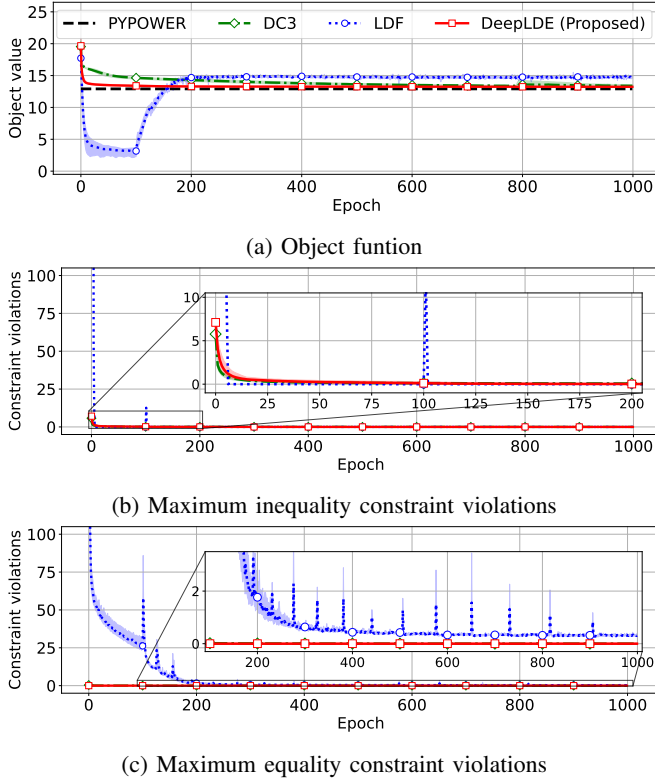 PYPOWER DC3 LDF DeepLDE (Proposed)
25
20
15
10
5
0
Object value
0 200 400 600 800 1000
Epoch
(a) Object funtion
100
75
50
25
0
Constraint violations
10
5
0
0 25 50 75 100 125 150 175 200
0 200 400 600 800 1000
Epoch
(b) Maximum inequality constraint violations
100
75
50
25
0
Constraint violations
2
0
200 400 600 800 1000
0 200 400 600 800 1000
Epoch
(c) Maximum equality constraint violations